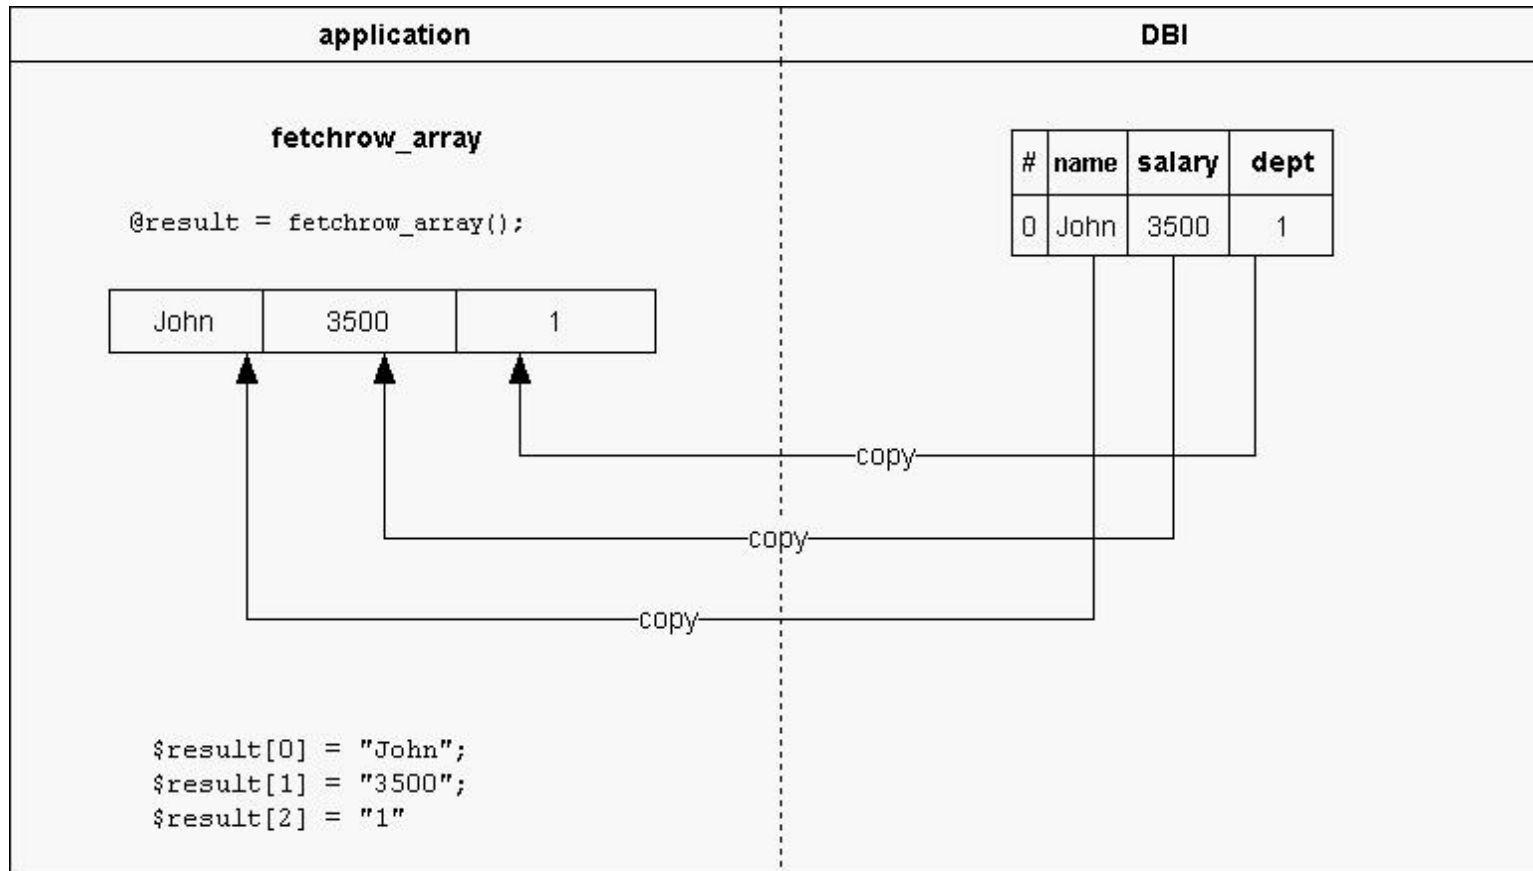 application
DBI
fetchrow_array
@result = fetchrow_array();
John 3500 1
# name salary dept
0 John 3500 1
copy
copy
copy
$result[0] = "John";
$result[1] = "3500";
$result[2] = "1"